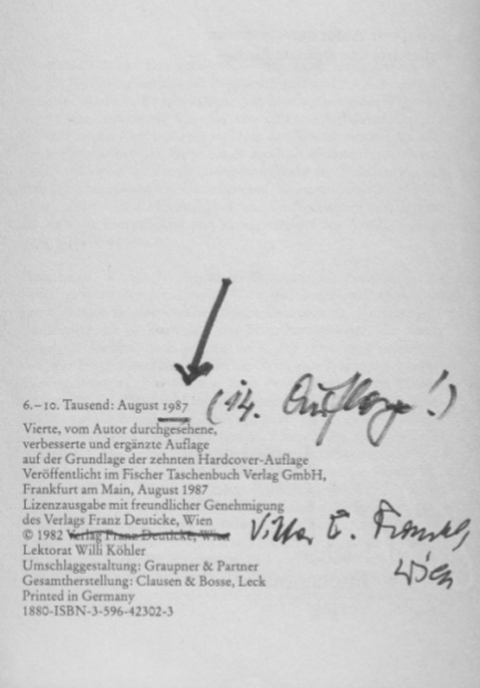 6.–10. Tausend: August 1987 (14. Auflage!)
Vierte, vom Autor durchgesehene,
verbesserte und ergänzte Auflage
auf der Grundlage der zehnten Hardcover-Auflage
Veröffentlicht im Fischer Taschenbuch Verlag GmbH,
Frankfurt am Main, August 1987
Lizenzausgabe mit freundlicher Genehmigung
des Verlags Franz Deuticke, Wien
© 1982 Verlag Franz Deuticke, Wien Viktor E. Frankl,
Wien
Lektorat Willi Köhler
Umschlaggestaltung: Graupner & Partner
Gesamtherstellung: Clausen & Bosse, Leck
Printed in Germany
1880-ISBN-3-596-42302-3